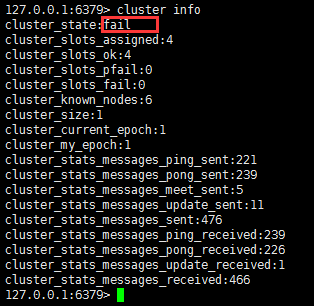 127.0.0.1:6379> cluster info
cluster_state:fail
cluster_slots_assigned:4
cluster_slots_ok:4
cluster_slots_pfail:0
cluster_slots_fail:0
cluster_known_nodes:6
cluster_size:1
cluster_current_epoch:1
cluster_my_epoch:1
cluster_stats_messages_ping_sent:221
cluster_stats_messages_pong_sent:239
cluster_stats_messages_meet_sent:5
cluster_stats_messages_update_sent:11
cluster_stats_messages_sent:476
cluster_stats_messages_ping_received:239
cluster_stats_messages_pong_received:226
cluster_stats_messages_update_received:1
cluster_stats_messages_received:466
127.0.0.1:6379>